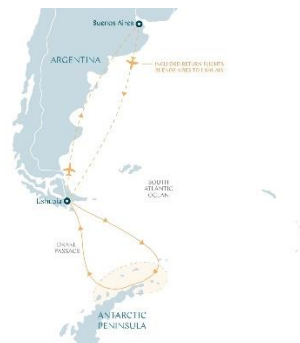 Buenos Aires
ARGENTINA
INCLUDED RETURN FLIGHTS
BUENOS AIRES TO USHUAIA
SOUTH
ATLANTIC
OCEAN
Ushuaia
DRAKE
PASSAGE
ANTARCTIC
PENINSULA